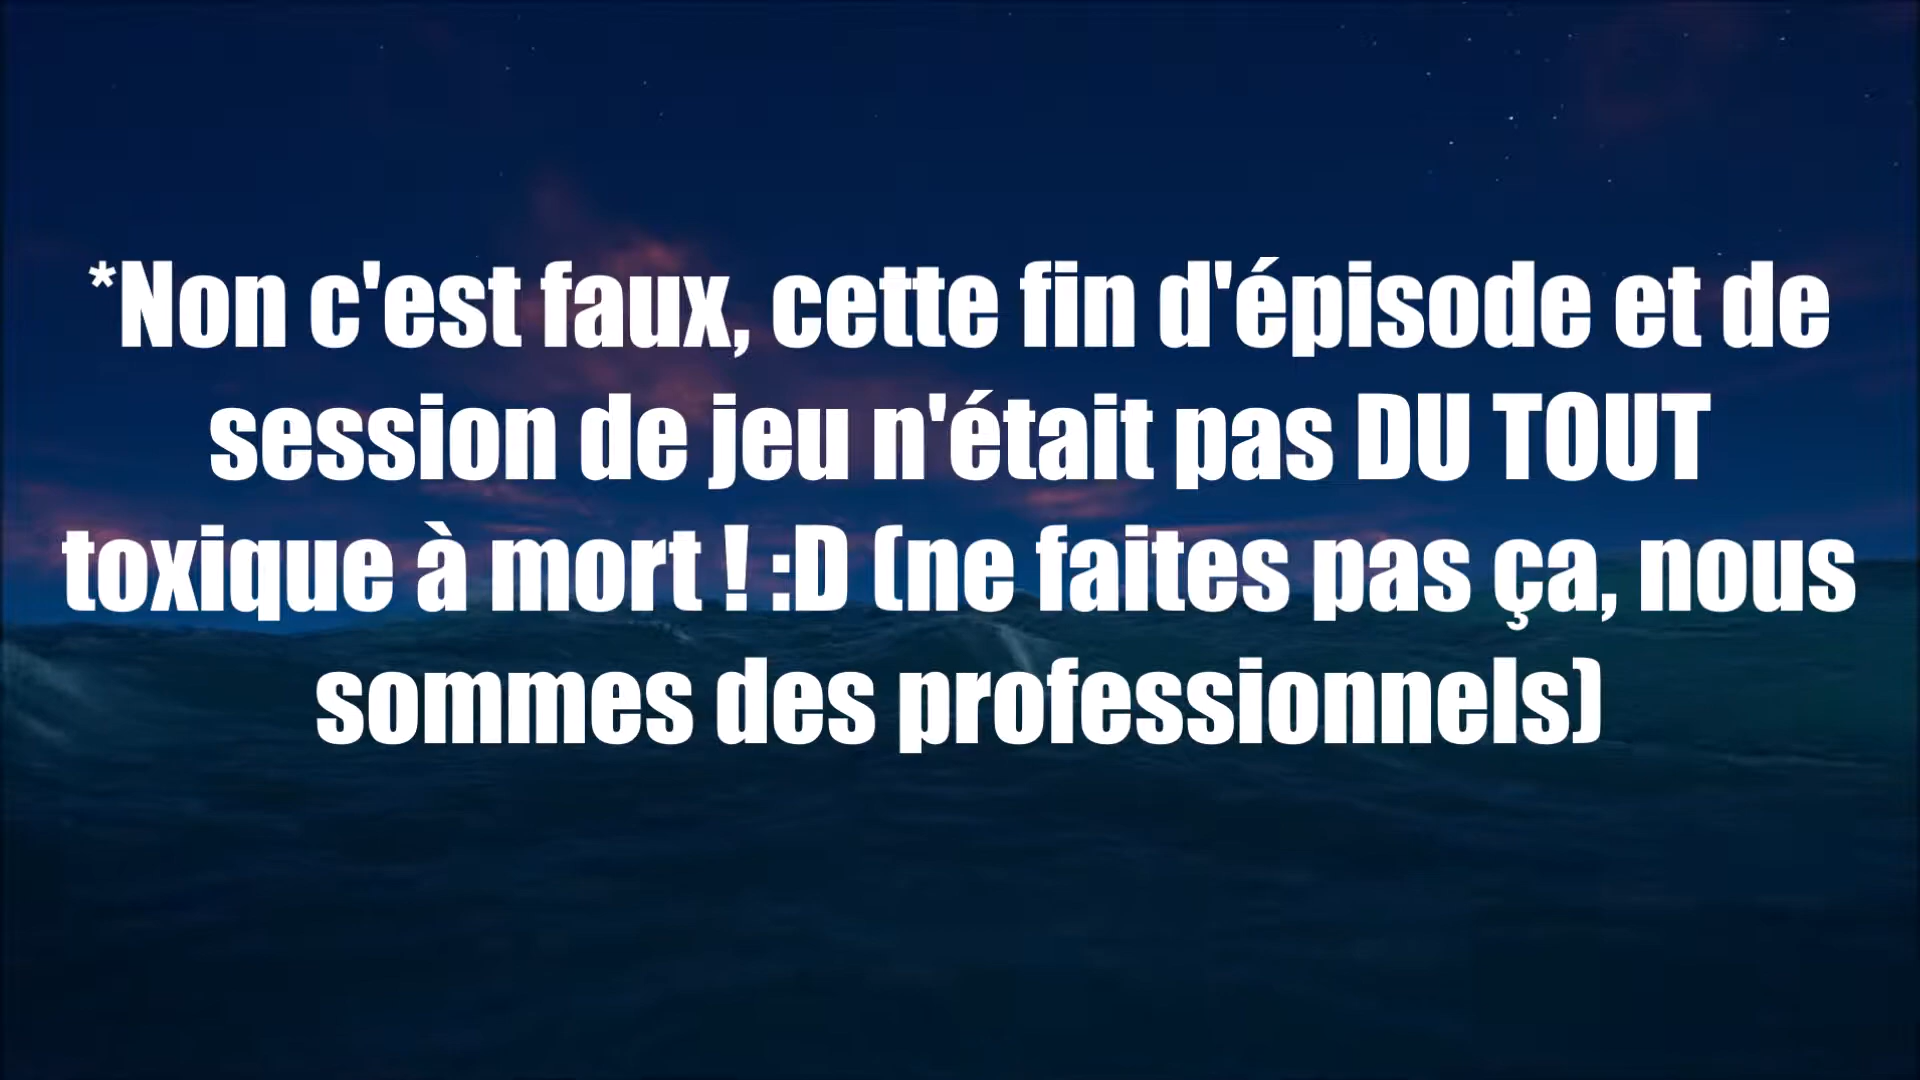 *Non c'est faux, cette fin d'épisode et de
session de jeu n'était pas DU TOUT
toxique à mort ! :D (ne faites pas ça, nous
sommes des professionnels)